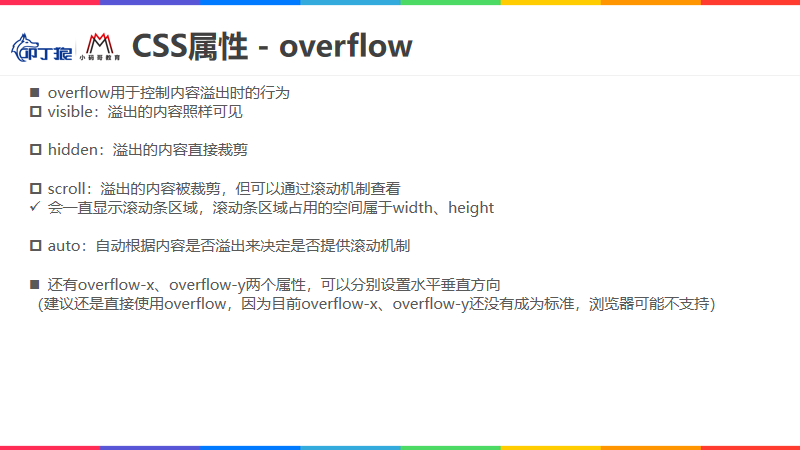 叩丁狼
小码哥教育
CSS属性 - overflow
■ overflow用于控制内容溢出时的行为
visible：溢出的内容照样可见
hidden：溢出的内容直接裁剪
scroll：溢出的内容被裁剪，但可以通过滚动机制查看
✓ 会一直显示滚动条区域，滚动条区域占用的空间属于width、height
auto：自动根据内容是否溢出来决定是否提供滚动机制
■ 还有overflow-x、overflow-y两个属性，可以分别设置水平垂直方向
（建议还是直接使用overflow，因为目前overflow-x、overflow-y还没有成为标准，浏览器可能不支持）